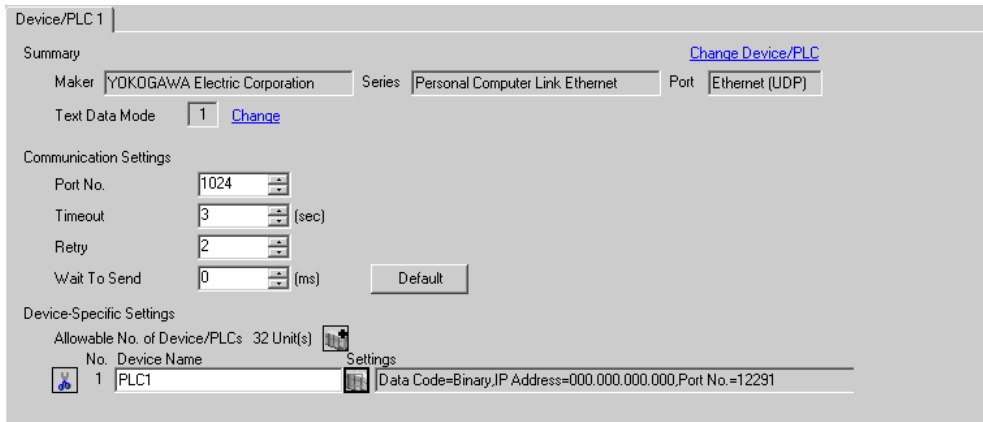 Device/PLC 1
Summary Change Device/PLC
Maker YOKOGAWA Electric Corporation Series Personal Computer Link Ethernet Port Ethernet (UDP)
Text Data Mode 1 Change
Communication Settings
Port No. 1024
Timeout 3 (sec)
Retry 2
Wait To Send 0 (ms) Default
Device-Specific Settings
Allowable No. of Device/PLCs 32 Unit(s)
No. Device Name Settings
1 PLC1 Data Code=Binary,IP Address=000.000.000.000,Port No.=12291